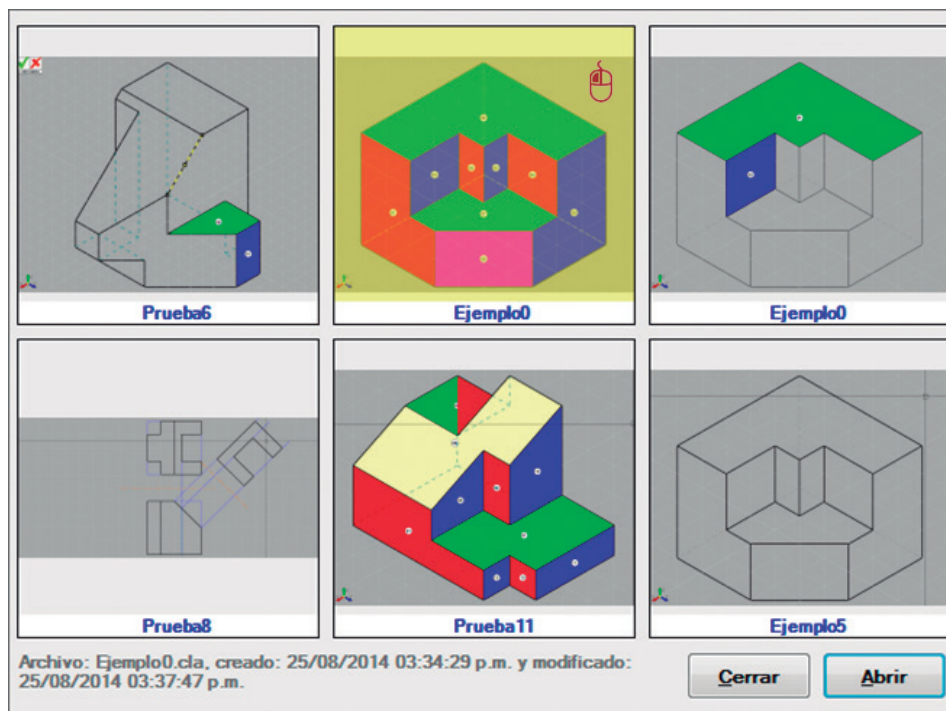 Prueba6
Ejemplo0
Ejemplo0
Prueba8
Prueba11
Ejemplo5
Archivo: Ejemplo0.cla, creado: 25/08/2014 03:34:29 p.m. y modificado:
25/08/2014 03:37:47 p.m.
Cerrar
Abrir